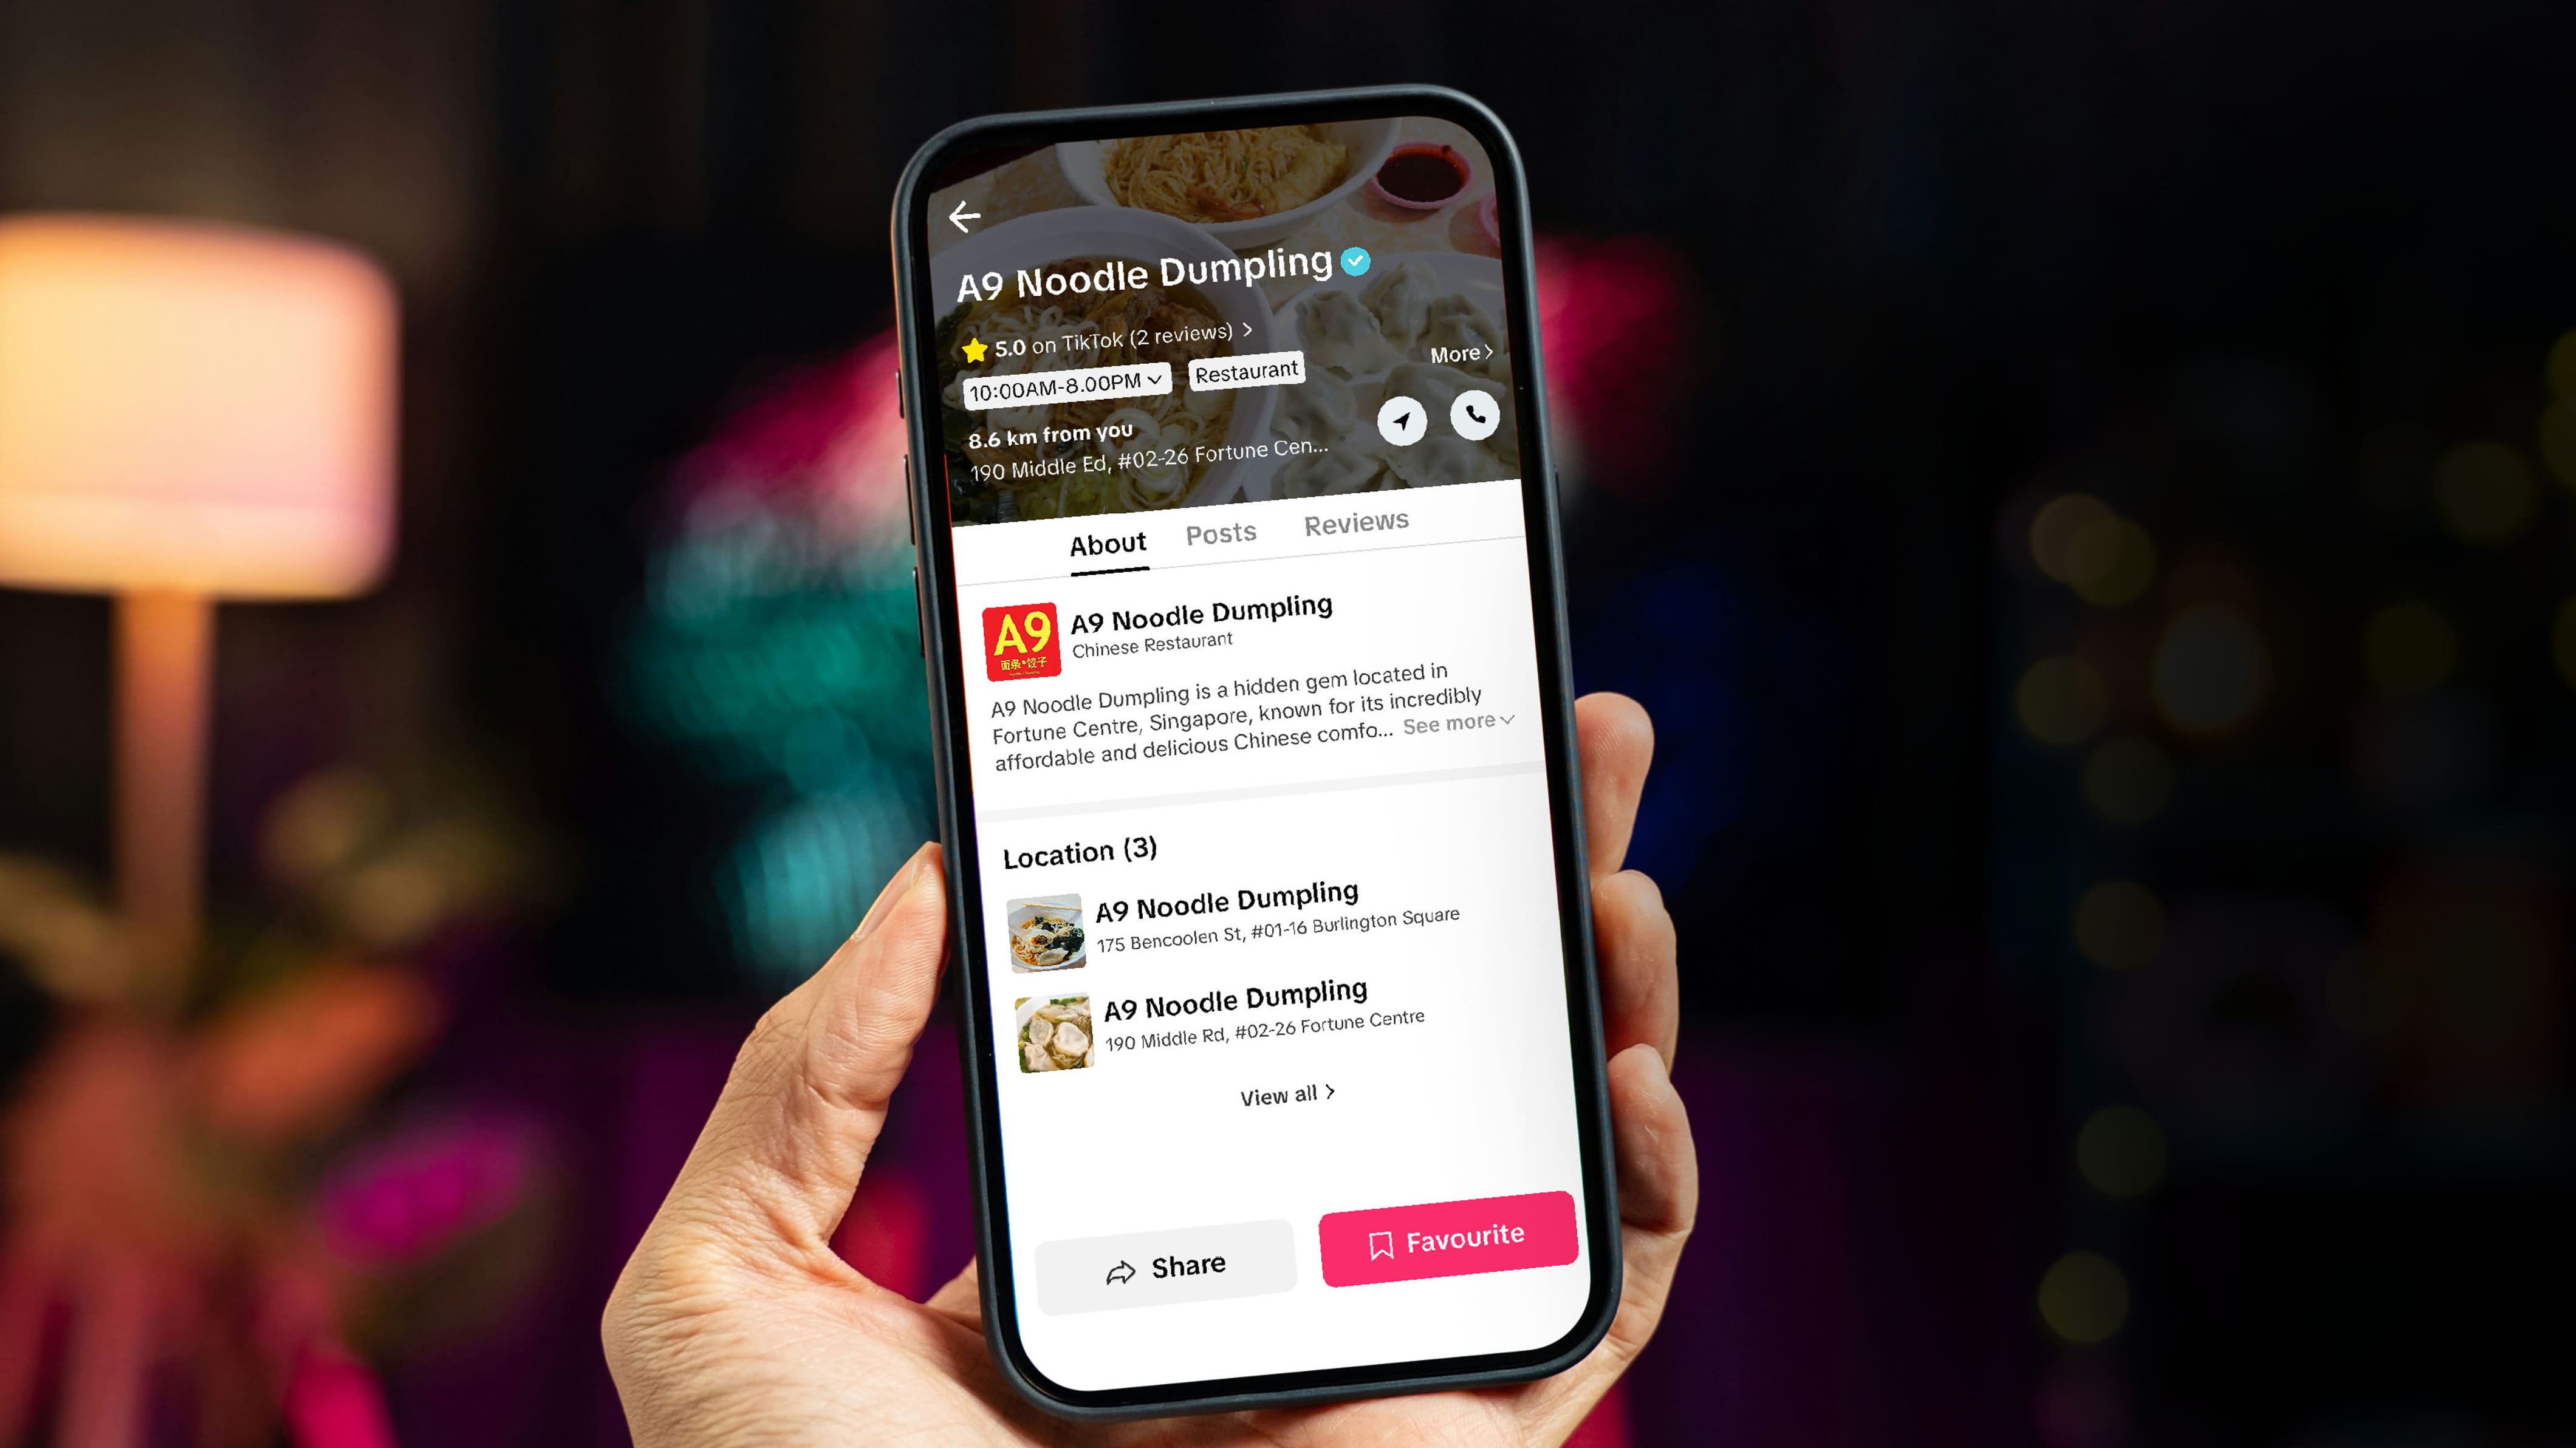 A9 Noodle Dumpling
5.0 on TikTok (2 reviews)
10:00AM-8.00PM
Restaurant
More
8.6 km from you
190 Middle Ed, #02-26 Fortune Cen...
About
Posts
Reviews
A9
面条•饺子
A9 Noodle Dumpling
Chinese Restaurant
A9 Noodle Dumpling is a hidden gem located in
Fortune Centre, Singapore, known for its incredibly
affordable and delicious Chinese comfo... See more
Location (3)
A9 Noodle Dumpling
175 Bencoolen St, #01-16 Burlington Square
A9 Noodle Dumpling
190 Middle Rd, #02-26 Fortune Centre
View all
Share
Favourite